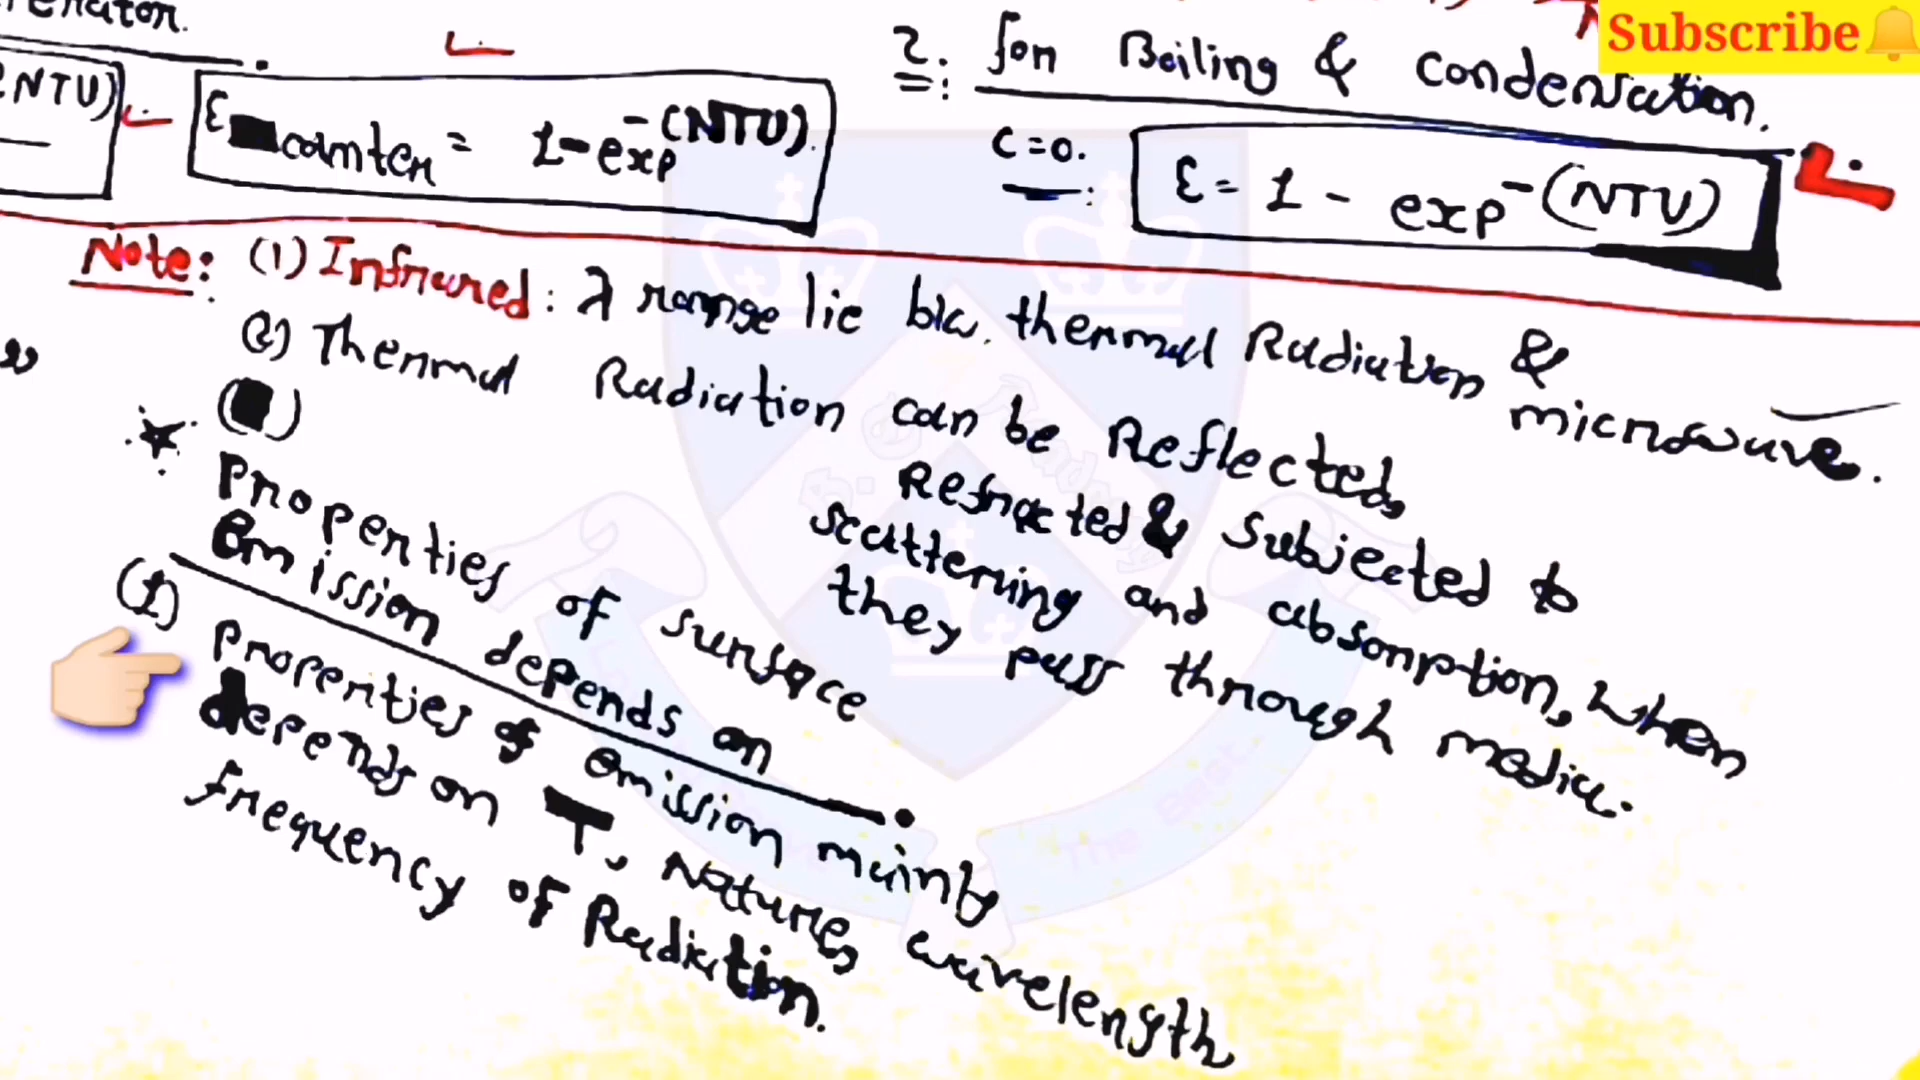 Subscribe
(NTU)
ε counter = 1-exp^-(NTU).
2. for Boiling & condensation.
C=0.
ε = 1 - exp^-(NTU)
Note: (1) Infrared: λ range lie b/w. thermal Radiation & microwave.
(2) Thermal Radiation can be Reflected,
Refracted & subjected to
scattering and absorption, when
they pass through media.
Properties of surface
Emission depends on
(1) Properties of emission mainly
depends on T, Nature, wavelength
frequency of Radiation.